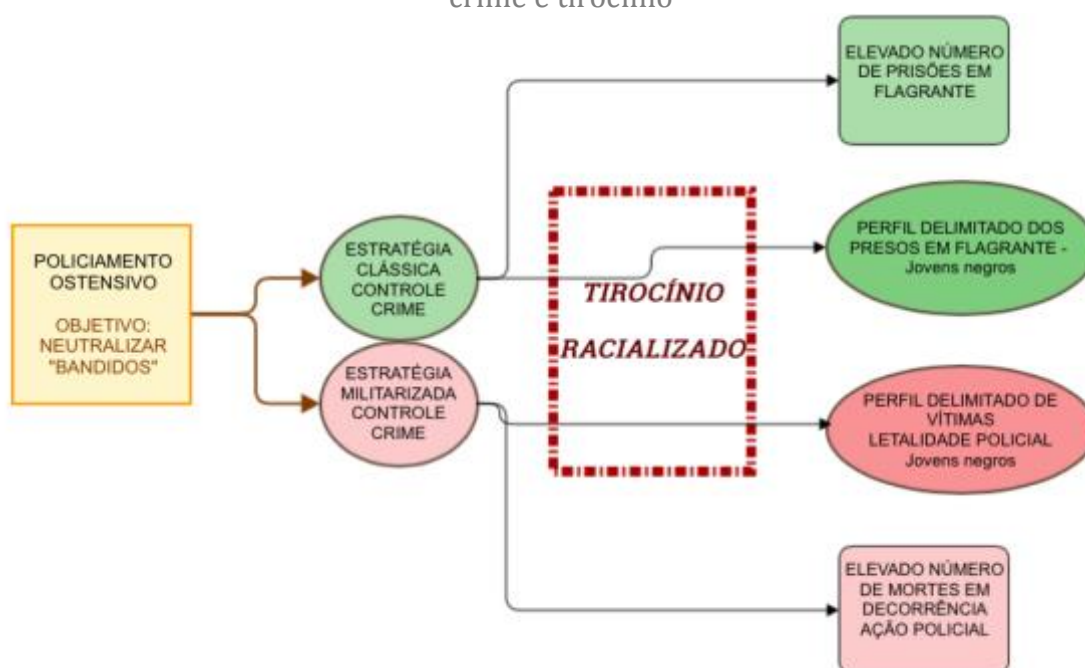 crime e tirocínio
ELEVADO NÚMERO
DE PRISÕES EM
FLAGRANTE
POLICIAMENTO
OSTENSIVO
OBJETIVO:
NEUTRALIZAR
"BANDIDOS"
ESTRATÉGIA
CLÁSSICA
CONTROLE
CRIME
TIROCÍNIO
RACIALIZADO
PERFIL DELIMITADO DOS
PRESOS EM FLAGRANTE -
Jovens negros
ESTRATÉGIA
MILITARIZADA
CONTROLE
CRIME
PERFIL DELIMITADO DE
VÍTIMAS
LETALIDADE POLICIAL
Jovens negros
ELEVADO NÚMERO
DE MORTES EM
DECORRÊNCIA
AÇÃO POLICIAL